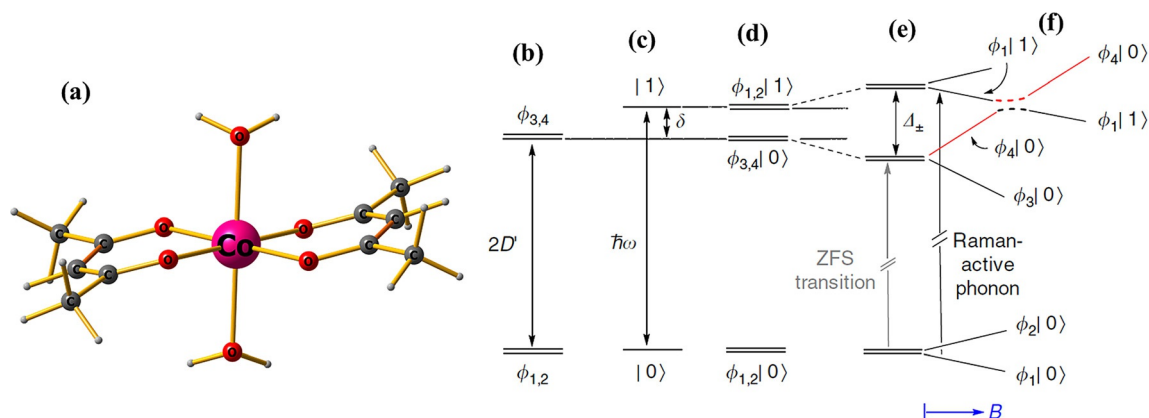 (a)
Co
O
O
O
O
O
O
C
C
C
C
C
C
C
C
C
C
(b)
(c)
(d)
(e)
(f)
ϕ3,4
2D'
ϕ1,2
|1⟩
ħω
|0⟩
δ
ϕ1,2|1⟩
ϕ3,4|0⟩
ϕ1,2|0⟩
Δ±
ZFS
transition
Raman-
active
phonon
ϕ1|1⟩
ϕ4|0⟩
ϕ1|1⟩
ϕ4|0⟩
ϕ3|0⟩
ϕ2|0⟩
ϕ1|0⟩
B